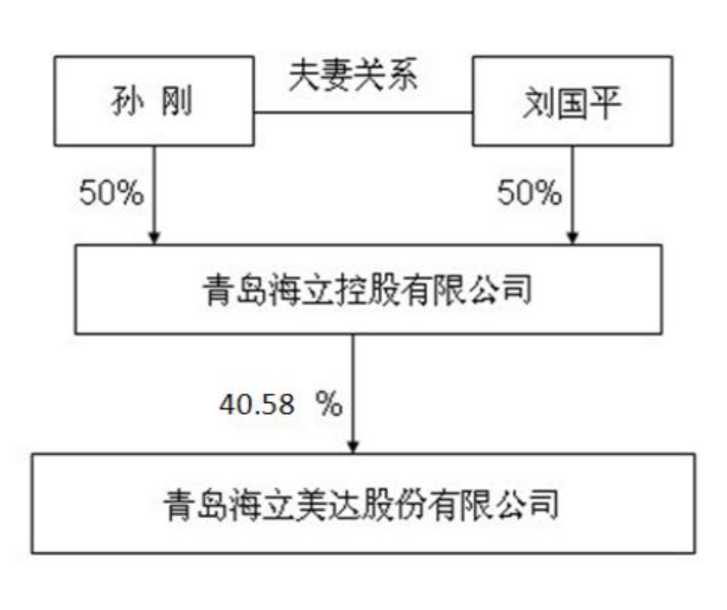 夫妻关系
孙 刚
刘国平
50%
50%
青岛海立控股有限公司
40.58 %
青岛海立美达股份有限公司